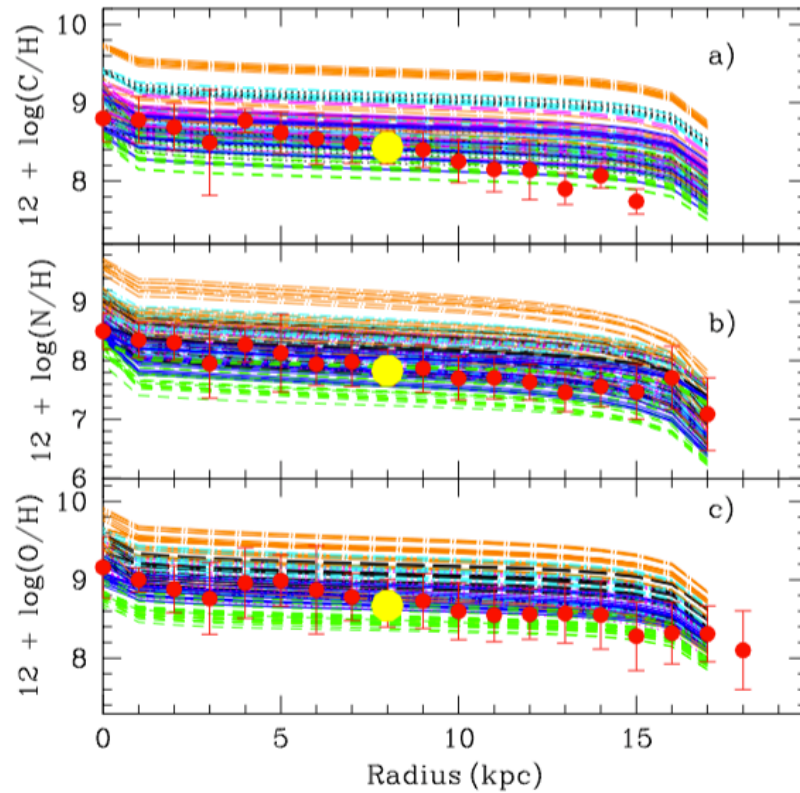 10
9
8
12 + log(C/H)
a)
9
8
7
6
12 + log(N/H)
b)
10
9
8
12 + log(O/H)
c)
0 5 10 15
Radius (kpc)